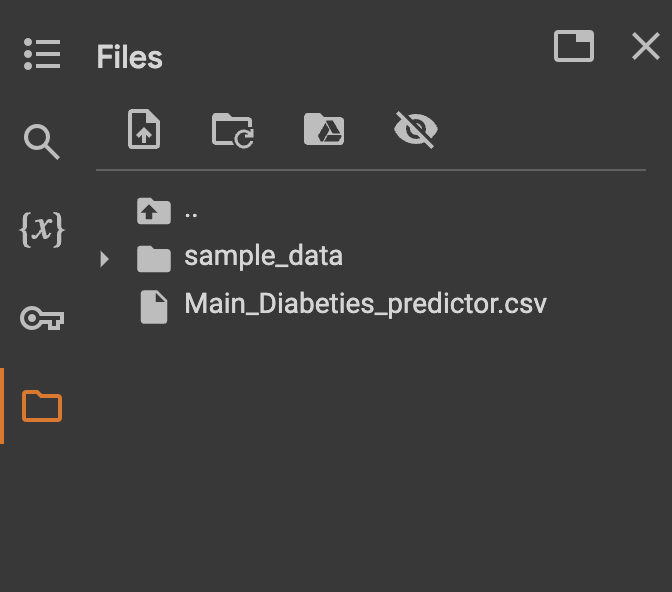 Files
{x}
..
sample_data
Main_Diabeties_predictor.csv